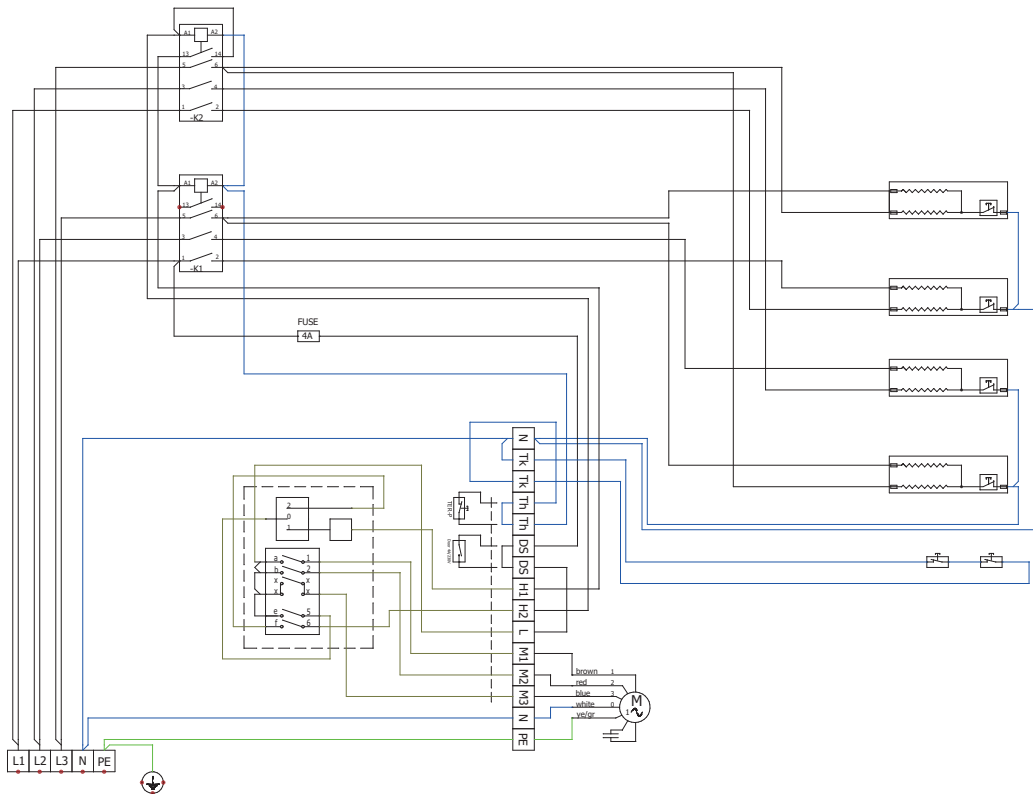 A1 A2
13 14
5 6
3 4
1 2
-K2
A1 A2
13 14
5 6
3 4
1 2
-K1
FUSE
4A
N
Tk
Tk
Th
Th
DS
DS
H1
H2
L
M1
M2
M3
N
PE
TER-P
2
0
1
a 1
b 2
x x
x x
e 5
f 6
brown 1
red 2
blue 3
white 0
ye/gr
M
1
L1 L2 L3 N PE